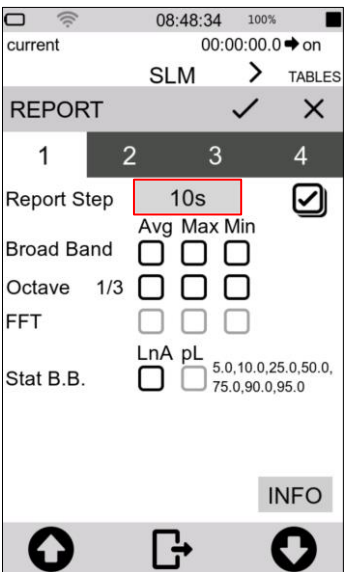 08:48:34 100%
current 00:00:00.0 → on
SLM > TABLES
REPORT
1 2 3 4
Report Step 10s
Avg Max Min
Broad Band
Octave 1/3
FFT
LnA pL
Stat B.B. 5.0,10.0,25.0,50.0,
75.0,90.0,95.0
INFO